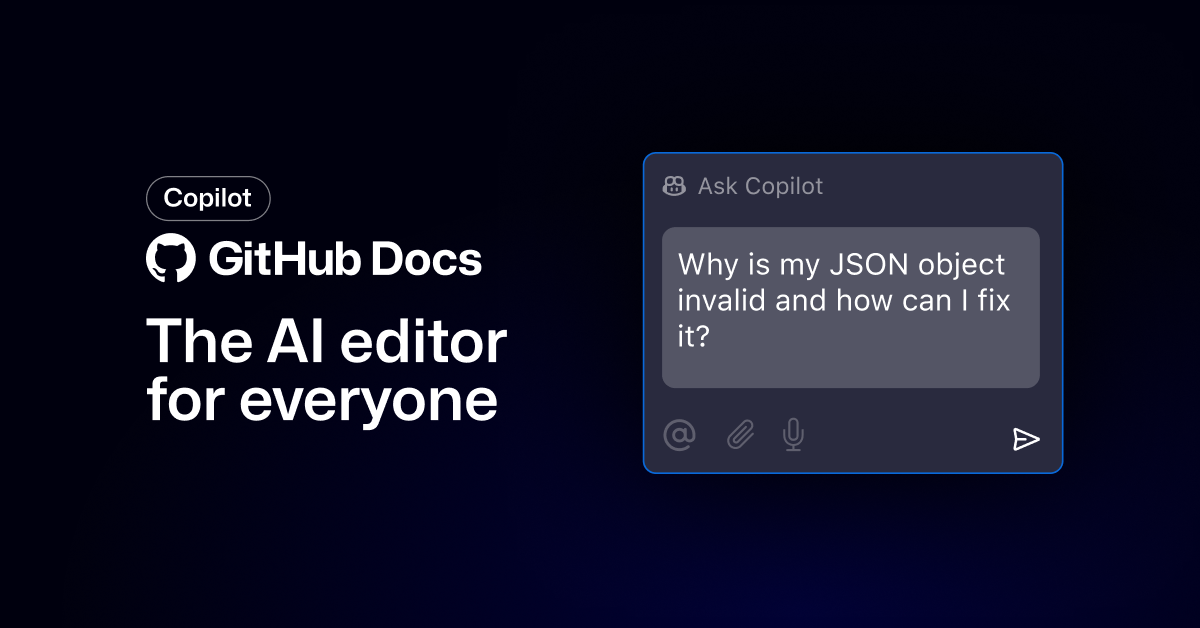 Copilot
GitHub Docs
The AI editor
for everyone
Ask Copilot
Why is my JSON object
invalid and how can I fix
it?